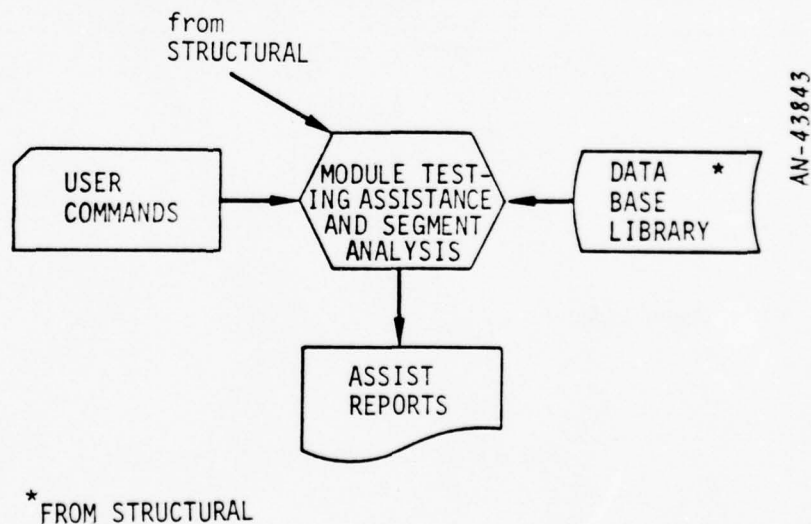 from
STRUCTURAL
USER
COMMANDS
MODULE TEST-
ING ASSISTANCE
AND SEGMENT
ANALYSIS
DATA *
BASE
LIBRARY
AN-43843
ASSIST
REPORTS
*FROM STRUCTURAL